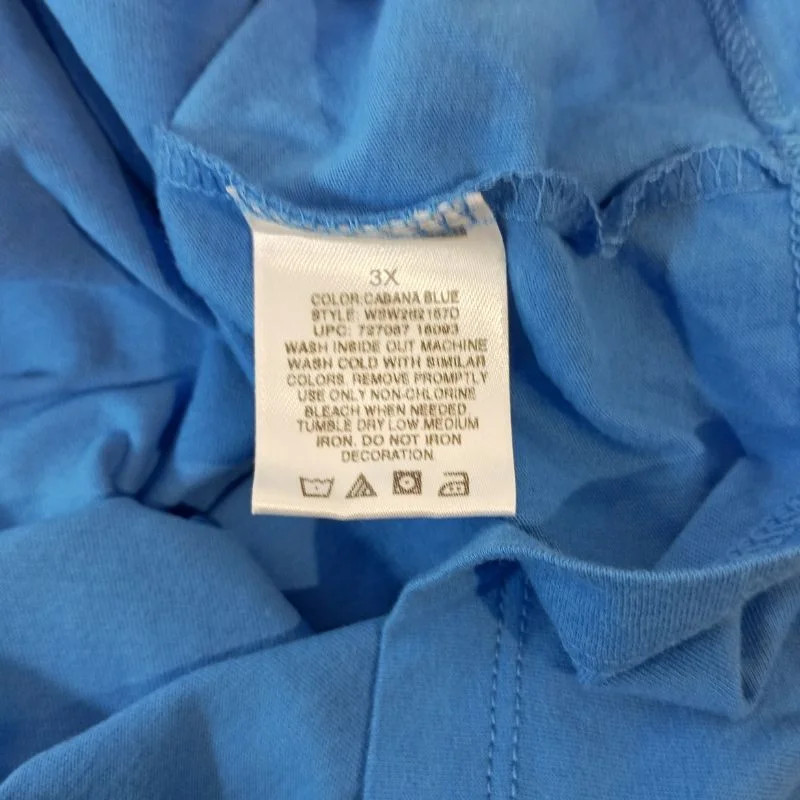 3X
COLOR:CABANA BLUE
STYLE: WSW2621670
UPC: 727087 16093
WASH INSIDE OUT MACHINE
WASH COLD WITH SIMILAR
COLORS. REMOVE PROMPTLY
USE ONLY NON-CHLORINE
BLEACH WHEN NEEDED
TUMBLE DRY LOW.MEDIUM
IRON. DO NOT IRON
DECORATION.